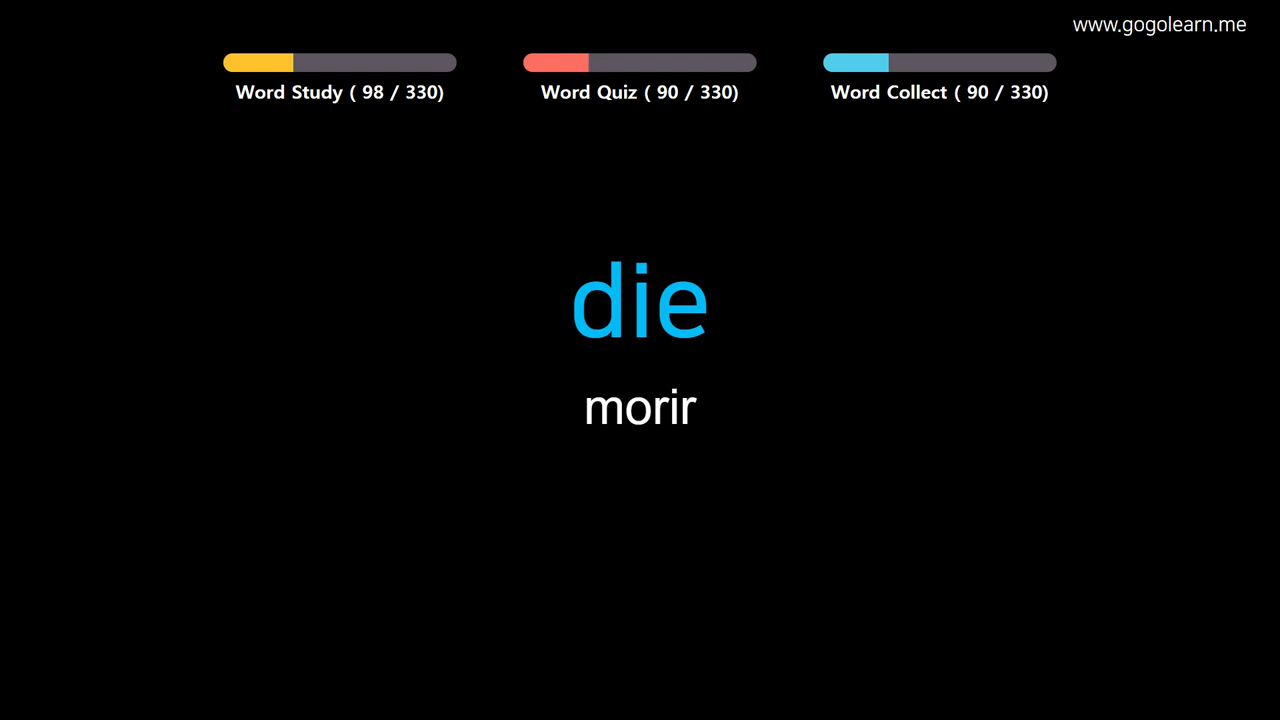 www.gogolearn.me
Word Study ( 98 / 330)
Word Quiz ( 90 / 330)
Word Collect ( 90 / 330)
die
morir